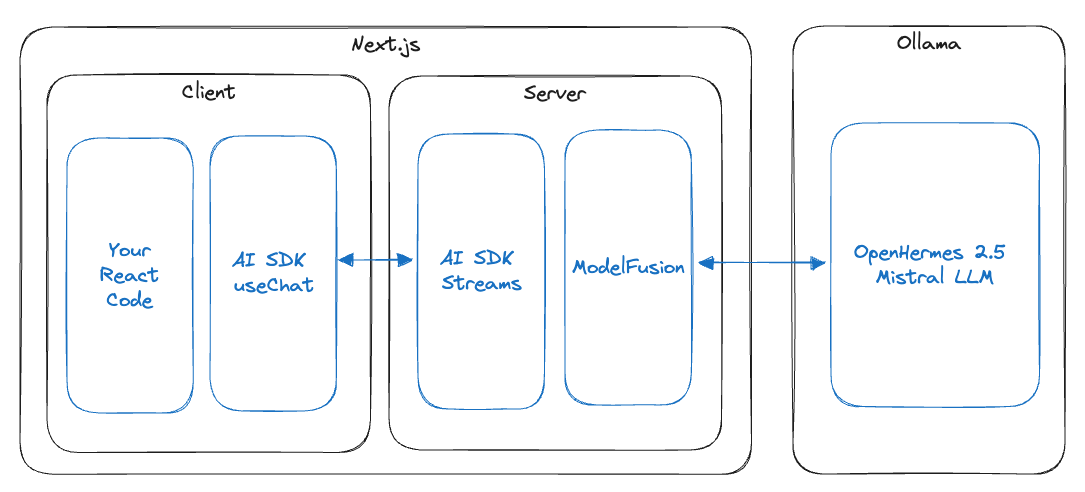 Next.js
Ollama
Client
Server
Your
React
Code
AI SDK
useChat
AI SDK
Streams
ModelFusion
OpenHermes 2.5
Mistral LLM